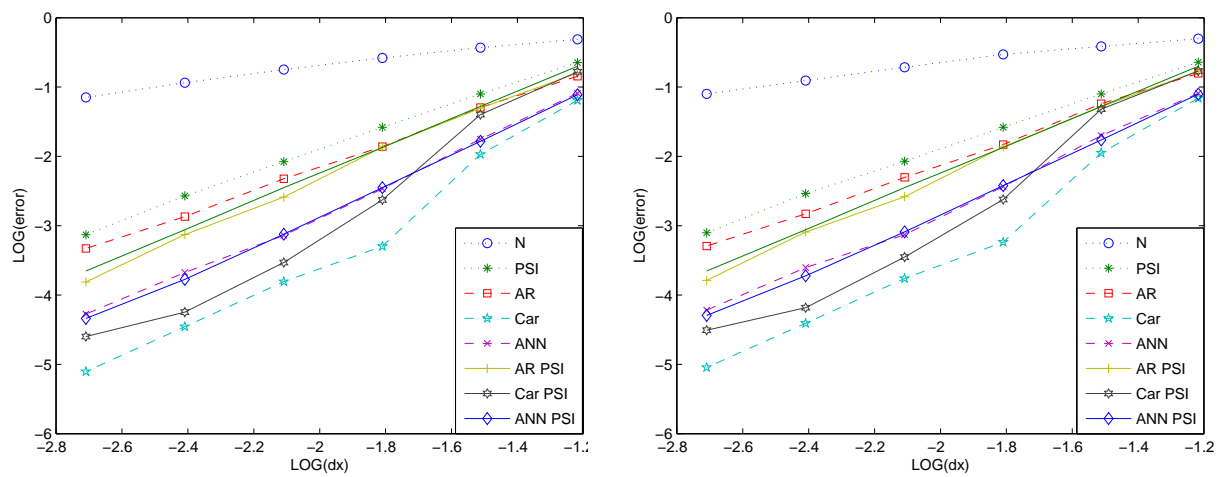 0
−1
−2
−3
−4
−5
−6
LOG(error)
−2.8
−2.6
−2.4
−2.2
−2
−1.8
−1.6
−1.4
−1.2
LOG(dx)
N
PSI
AR
Car
ANN
AR PSI
Car PSI
ANN PSI
0
−1
−2
−3
−4
−5
−6
LOG(error)
−2.8
−2.6
−2.4
−2.2
−2
−1.8
−1.6
−1.4
−1.2
LOG(dx)
N
PSI
AR
Car
ANN
AR PSI
Car PSI
ANN PSI